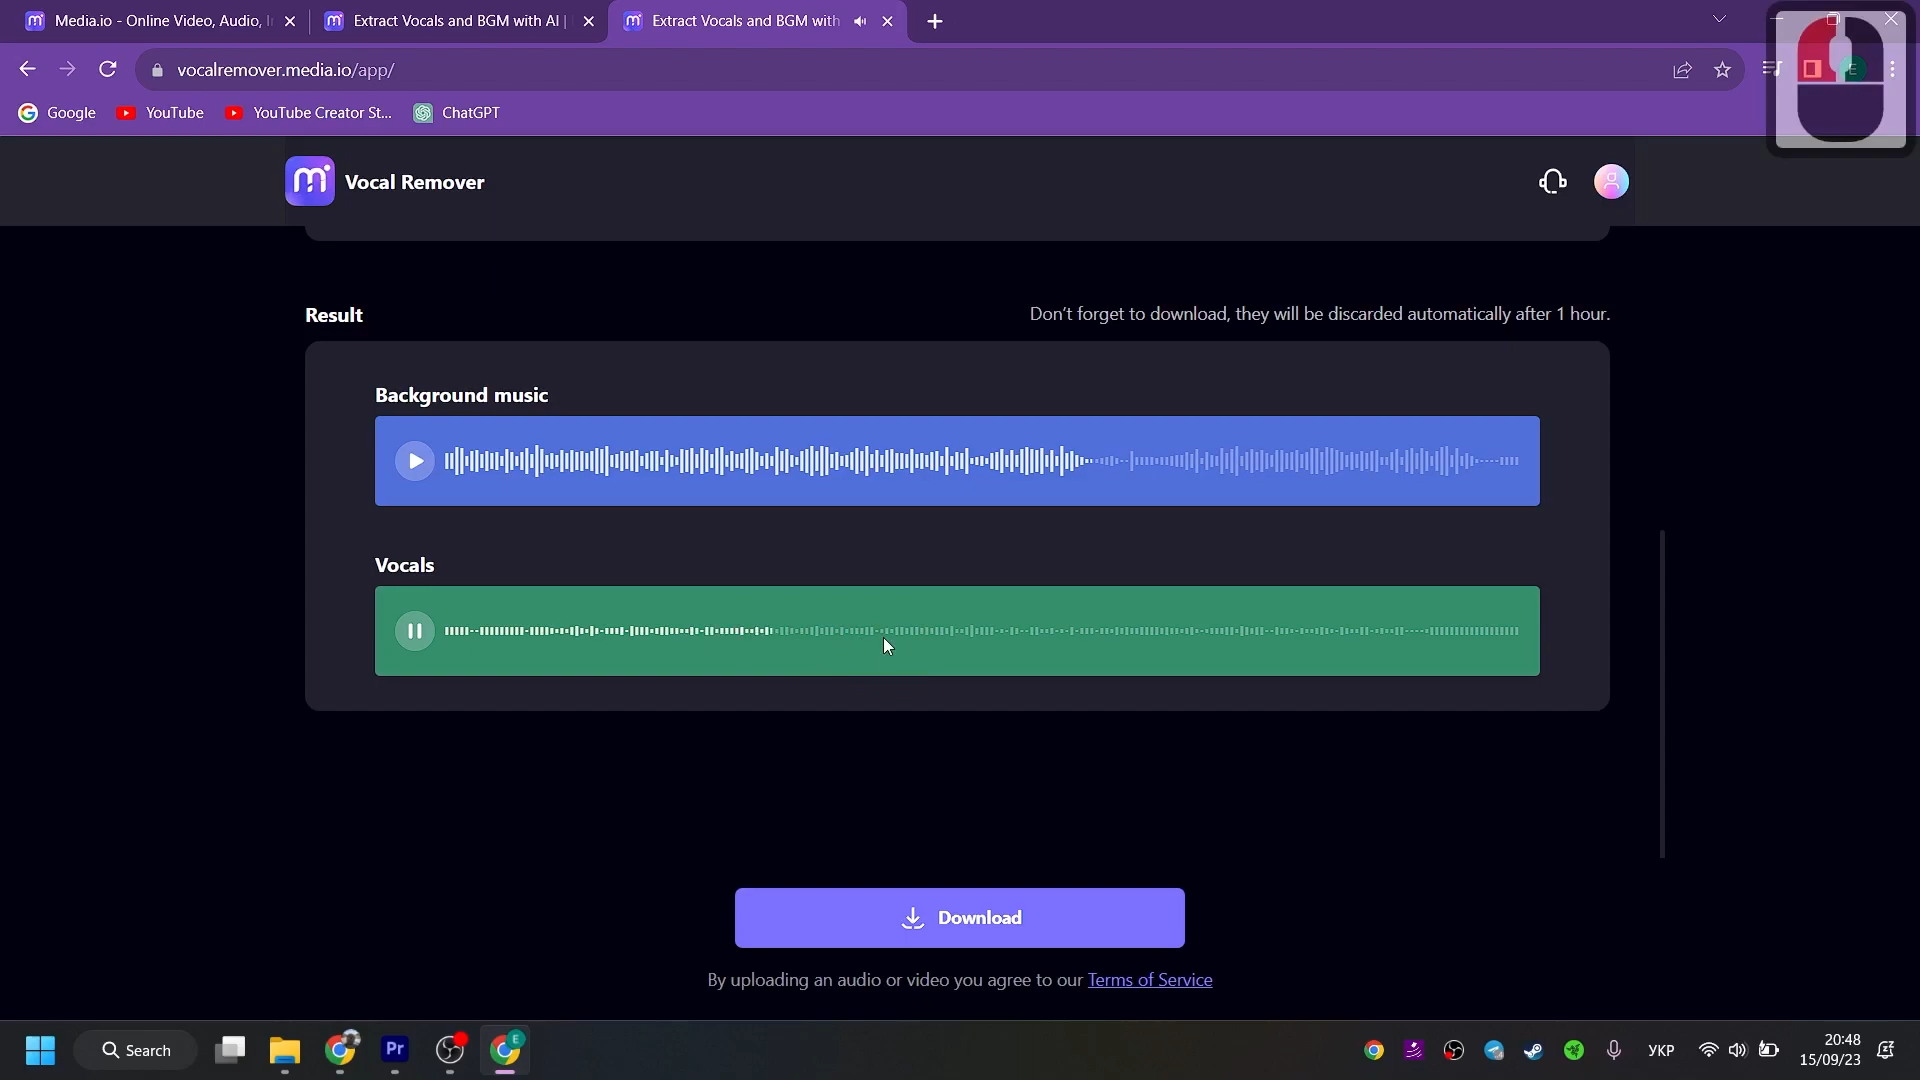 Media.io - Online Video, Audio, I
Extract Vocals and BGM with AI |
Extract Vocals and BGM with
vocalremover.media.io/app/
Google
YouTube
YouTube Creator St...
ChatGPT
E
Vocal Remover
Result
Don't forget to download, they will be discarded automatically after 1 hour.
Background music
Vocals
Download
By uploading an audio or video you agree to our Terms of Service
Search
Pr
E
УКР
20:48
15/09/23